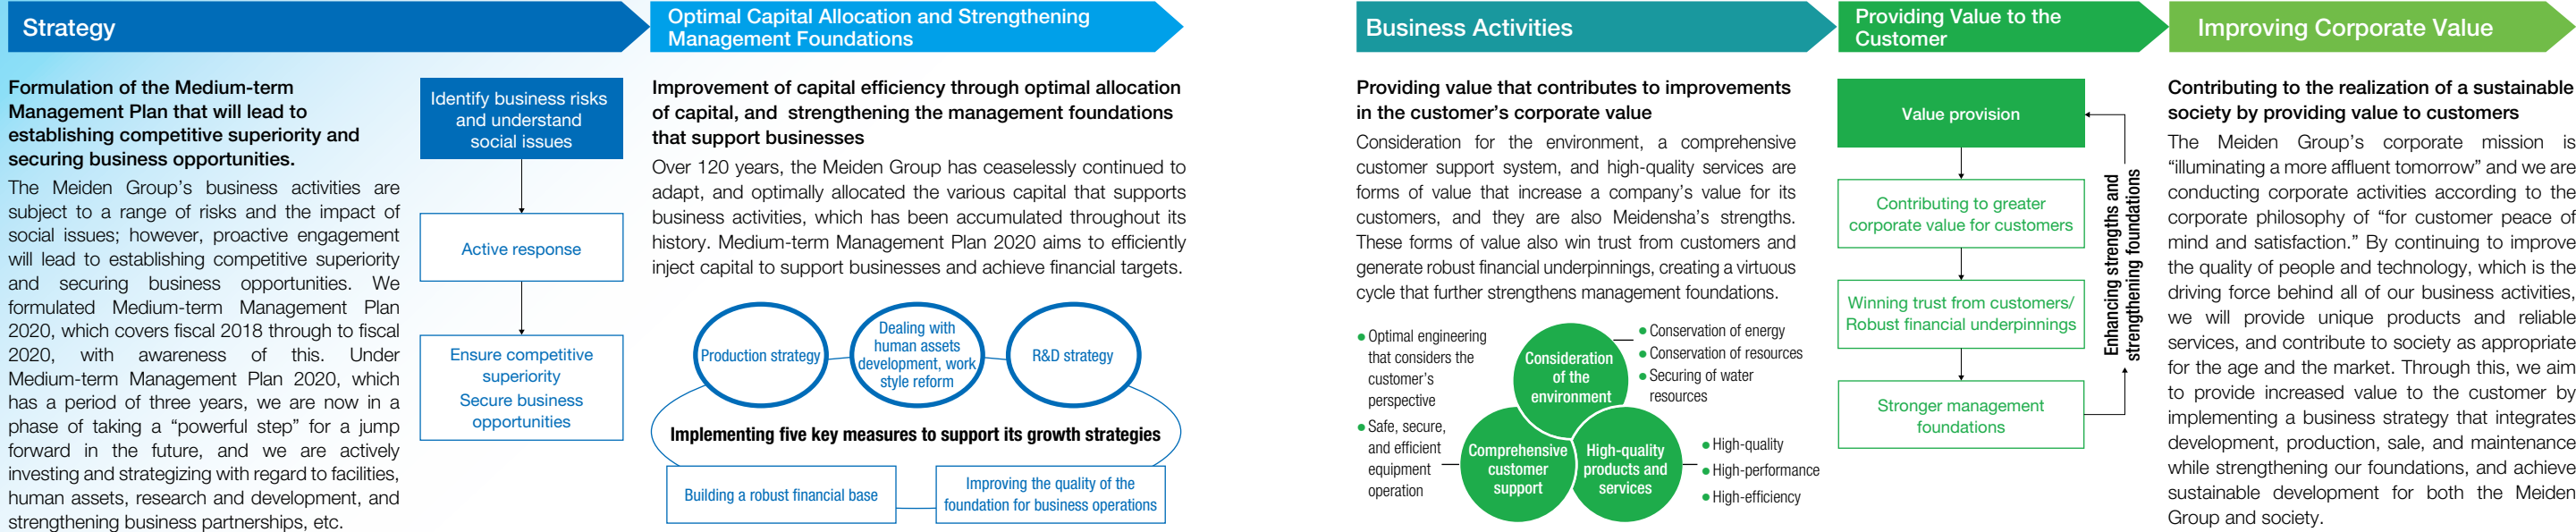 Strategy
Optimal Capital Allocation and Strengthening
Management Foundations
Business Activities
Providing Value to the
Customer
Improving Corporate Value
Formulation of the Medium-term
Management Plan that will lead to
establishing competitive superiority and
securing business opportunities.
The Meiden Group’s business activities are
subject to a range of risks and the impact of
social issues; however, proactive engagement
will lead to establishing competitive superiority
and securing business opportunities. We
formulated Medium-term Management Plan
2020, which covers fiscal 2018 through to fiscal
2020, with awareness of this. Under
Medium-term Management Plan 2020, which
has a period of three years, we are now in a
phase of taking a “powerful step” for a jump
forward in the future, and we are actively
investing and strategizing with regard to facilities,
human assets, research and development, and
strengthening business partnerships, etc.
Identify business risks
and understand
social issues
Active response
Ensure competitive
superiority
Secure business
opportunities
Improvement of capital efficiency through optimal allocation
of capital, and strengthening the management foundations
that support businesses
Over 120 years, the Meiden Group has ceaselessly continued to
adapt, and optimally allocated the various capital that supports
business activities, which has been accumulated throughout its
history. Medium-term Management Plan 2020 aims to efficiently
inject capital to support businesses and achieve financial targets.
Production strategy
Dealing with
human assets
development, work
style reform
R&D strategy
Implementing five key measures to support its growth strategies
Building a robust financial base
Improving the quality of the
foundation for business operations
Providing value that contributes to improvements
in the customer’s corporate value
Consideration for the environment, a comprehensive
customer support system, and high-quality services are
forms of value that increase a company’s value for its
customers, and they are also Meidensha’s strengths.
These forms of value also win trust from customers and
generate robust financial underpinnings, creating a virtuous
cycle that further strengthens management foundations.
● Optimal engineering
that considers the
customer’s
perspective
● Safe, secure,
and efficient
equipment
operation
Consideration
of the
environment
● Conservation of energy
● Conservation of resources
● Securing of water
resources
Comprehensive
customer
support
High-quality
products and
services
● High-quality
● High-performance
● High-efficiency
Value provision
Contributing to greater
corporate value for customers
Winning trust from customers/
Robust financial underpinnings
Stronger management
foundations
Enhancing strengths and
strengthening foundations
Contributing to the realization of a sustainable
society by providing value to customers
The Meiden Group’s corporate mission is
“illuminating a more affluent tomorrow” and we are
conducting corporate activities according to the
corporate philosophy of “for customer peace of
mind and satisfaction.” By continuing to improve
the quality of people and technology, which is the
driving force behind all of our business activities,
we will provide unique products and reliable
services, and contribute to society as appropriate
for the age and the market. Through this, we aim
to provide increased value to the customer by
implementing a business strategy that integrates
development, production, sale, and maintenance
while strengthening our foundations, and achieve
sustainable development for both the Meiden
Group and society.